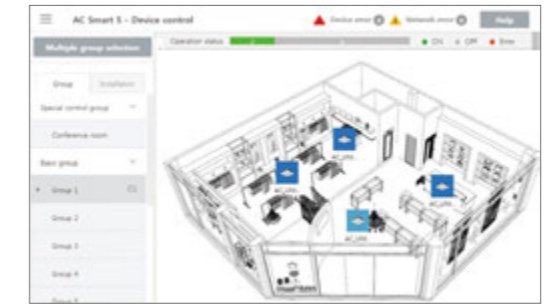 AC Smart 5 - Device control
Device error
Network error
Help
Multiple group selection
Operation status
ON
OFF
Error
Group
Installation
Special control group
Conference room
Basic group
Group 1
Group 2
Group 3
Group 4